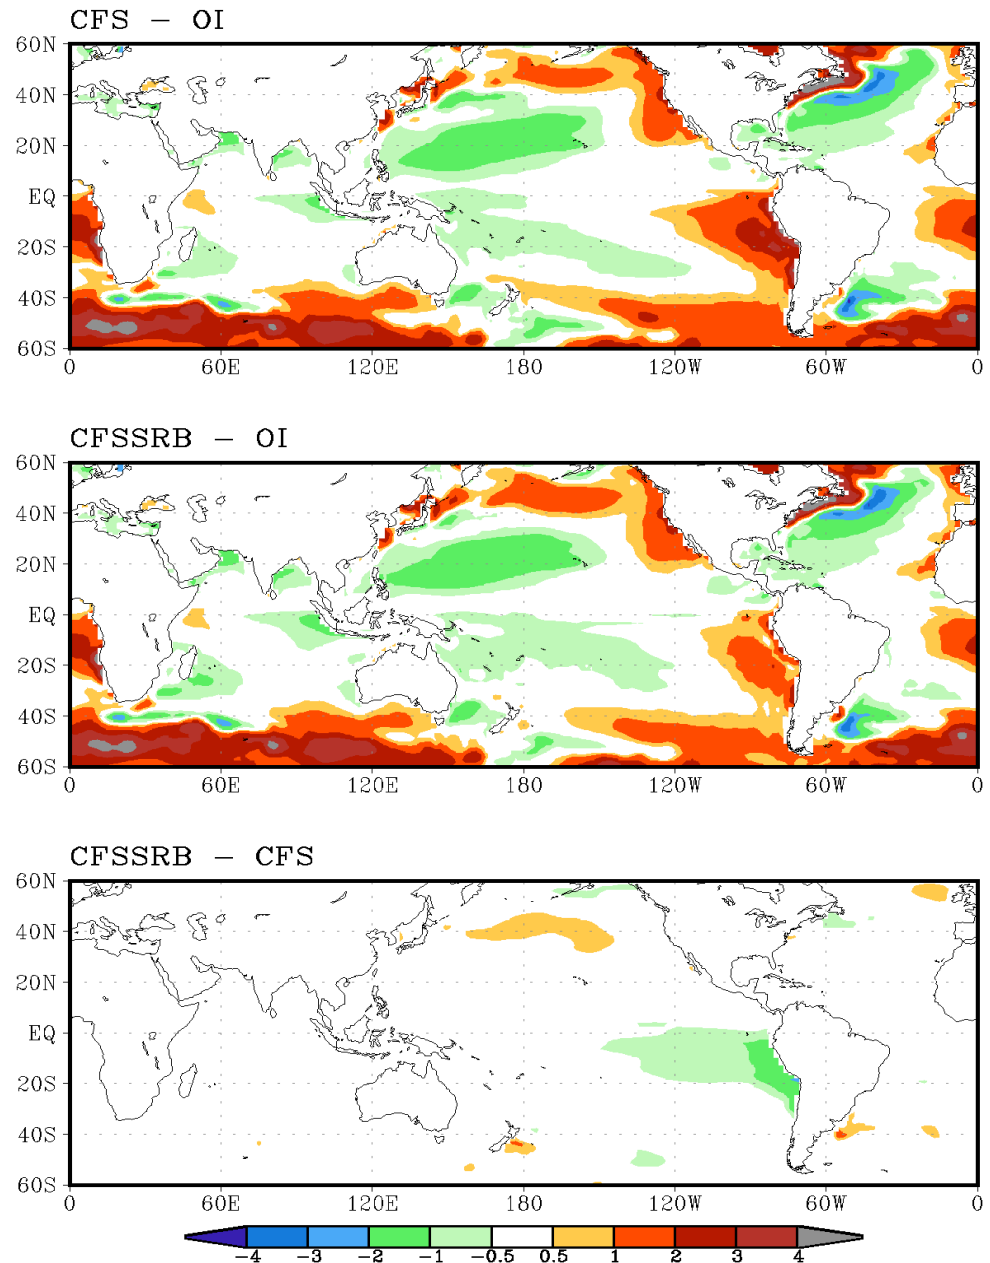 CFS – OI
60N
40N
20N
EQ
20S
40S
60S
0 60E 120E 180 120W 60W 0
CFSSRB – OI
60N
40N
20N
EQ
20S
40S
60S
0 60E 120E 180 120W 60W 0
CFSSRB – CFS
60N
40N
20N
EQ
20S
40S
60S
0 60E 120E 180 120W 60W 0
-4 -3 -2 -1 -0.5 0.5 1 2 3 4